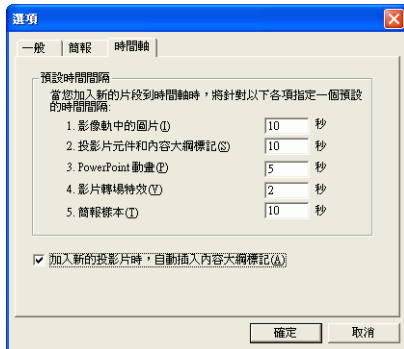 選項
一般 簡報 時間軸
預設時間間隔
當您加入新的片段到時間軸時，將針對以下各項指定一個預設
的時間間隔:
1. 影像軌中的圖片(I) 10 秒
2. 投影片元件和內容大綱標記(S) 10 秒
3. PowerPoint 動畫(P) 5 秒
4. 影片轉場特效(V) 2 秒
5. 簡報樣本(T) 10 秒
加入新的投影片時，自動插入內容大綱標記(A)
確定 取消